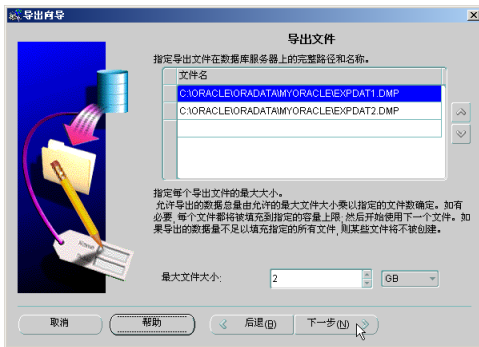 导出向导
导出文件
指定导出文件在数据库服务器上的完整路径和名称。
文件名
C:\ORACLE\ORADATA\MYORACLE\EXPDAT1.DMP
C:\ORACLE\ORADATA\MYORACLE\EXPDAT2.DMP
指定每个导出文件的最大大小。
允许导出的数据总量由允许的最大文件大小乘以指定的文件数确定。如有
必要,每个文件都将被填充到指定的容量上限;然后开始使用下一个文件。如
果导出的数据量不足以填充指定的所有文件,则某些文件将不被创建。
最大文件大小: 2 GB
取消 帮助 后退(B) 下一步(N)